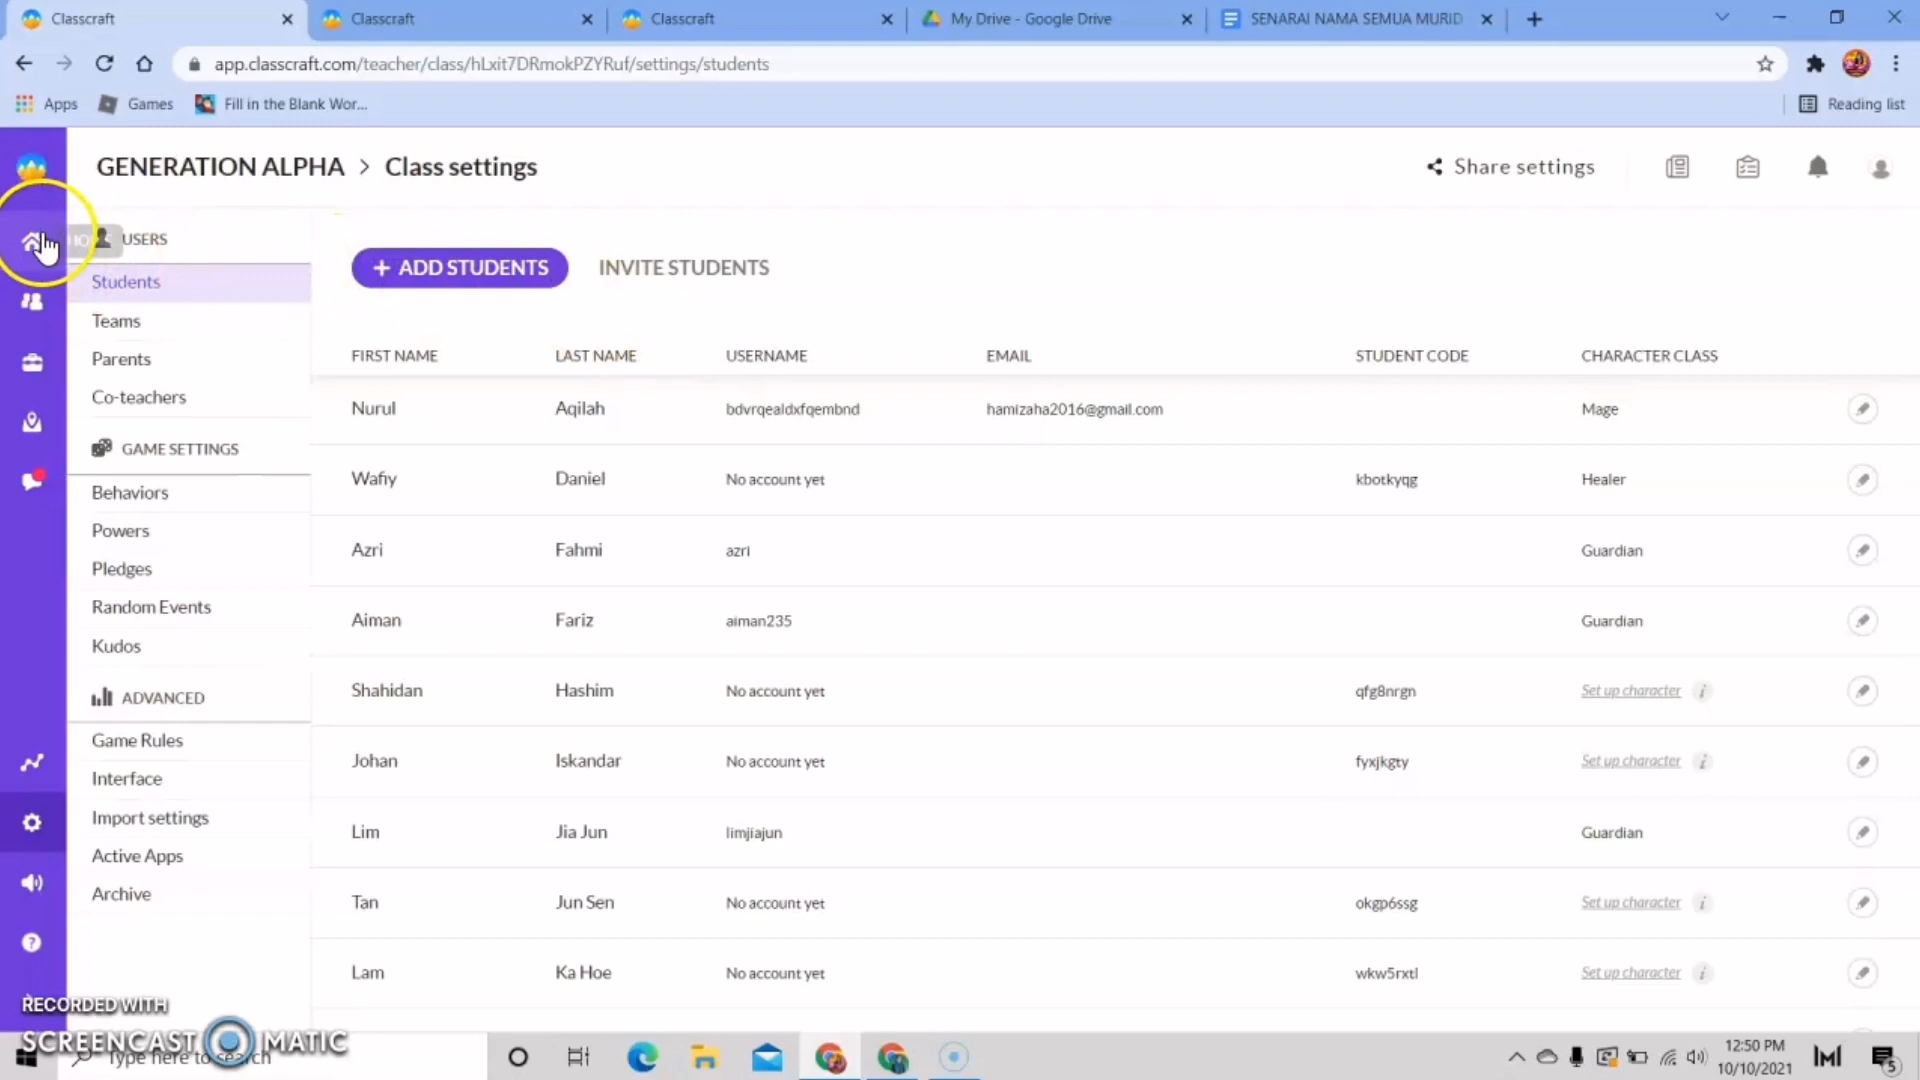 Classcraft
Classcraft
Classcraft
My Drive - Google Drive
SENARAI NAMA SEMUA MURID
app.classcraft.com/teacher/class/hLxit7DRmokPZYRuf/settings/students
Apps
Games
Fill in the Blank Wor...
Reading list
GENERATION ALPHA > Class settings
Share settings
USERS
Students
Teams
Parents
Co-teachers
GAME SETTINGS
Behaviors
Powers
Pledges
Random Events
Kudos
ADVANCED
Game Rules
Interface
Import settings
Active Apps
Archive
+ ADD STUDENTS
INVITE STUDENTS
FIRST NAME LAST NAME USERNAME EMAIL STUDENT CODE CHARACTER CLASS
Nurul Aqilah bdvrqealdxfqembnd hamizaha2016@gmail.com Mage
Wafiy Daniel No account yet kbotkyqg Healer
Azri Fahmi azri Guardian
Aiman Fariz aiman235 Guardian
Shahidan Hashim No account yet qfg8nrgn Set up character i
Johan Iskandar No account yet fyxjkgty Set up character i
Lim Jia Jun limjiajun Guardian
Tan Jun Sen No account yet okgp6ssg Set up character i
Lam Ka Hoe No account yet wkw5rxtl Set up character i
RECORDED WITH
SCREENCAST MATIC
Type here to search
12:50 PM
10/10/2021
5